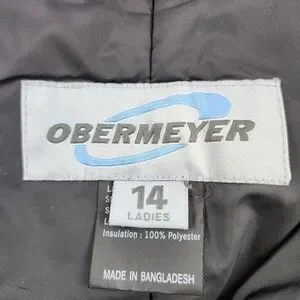 OBERMEYER
14
LADIES
Insulation : 100% Polyester
MADE IN BANGLADESH